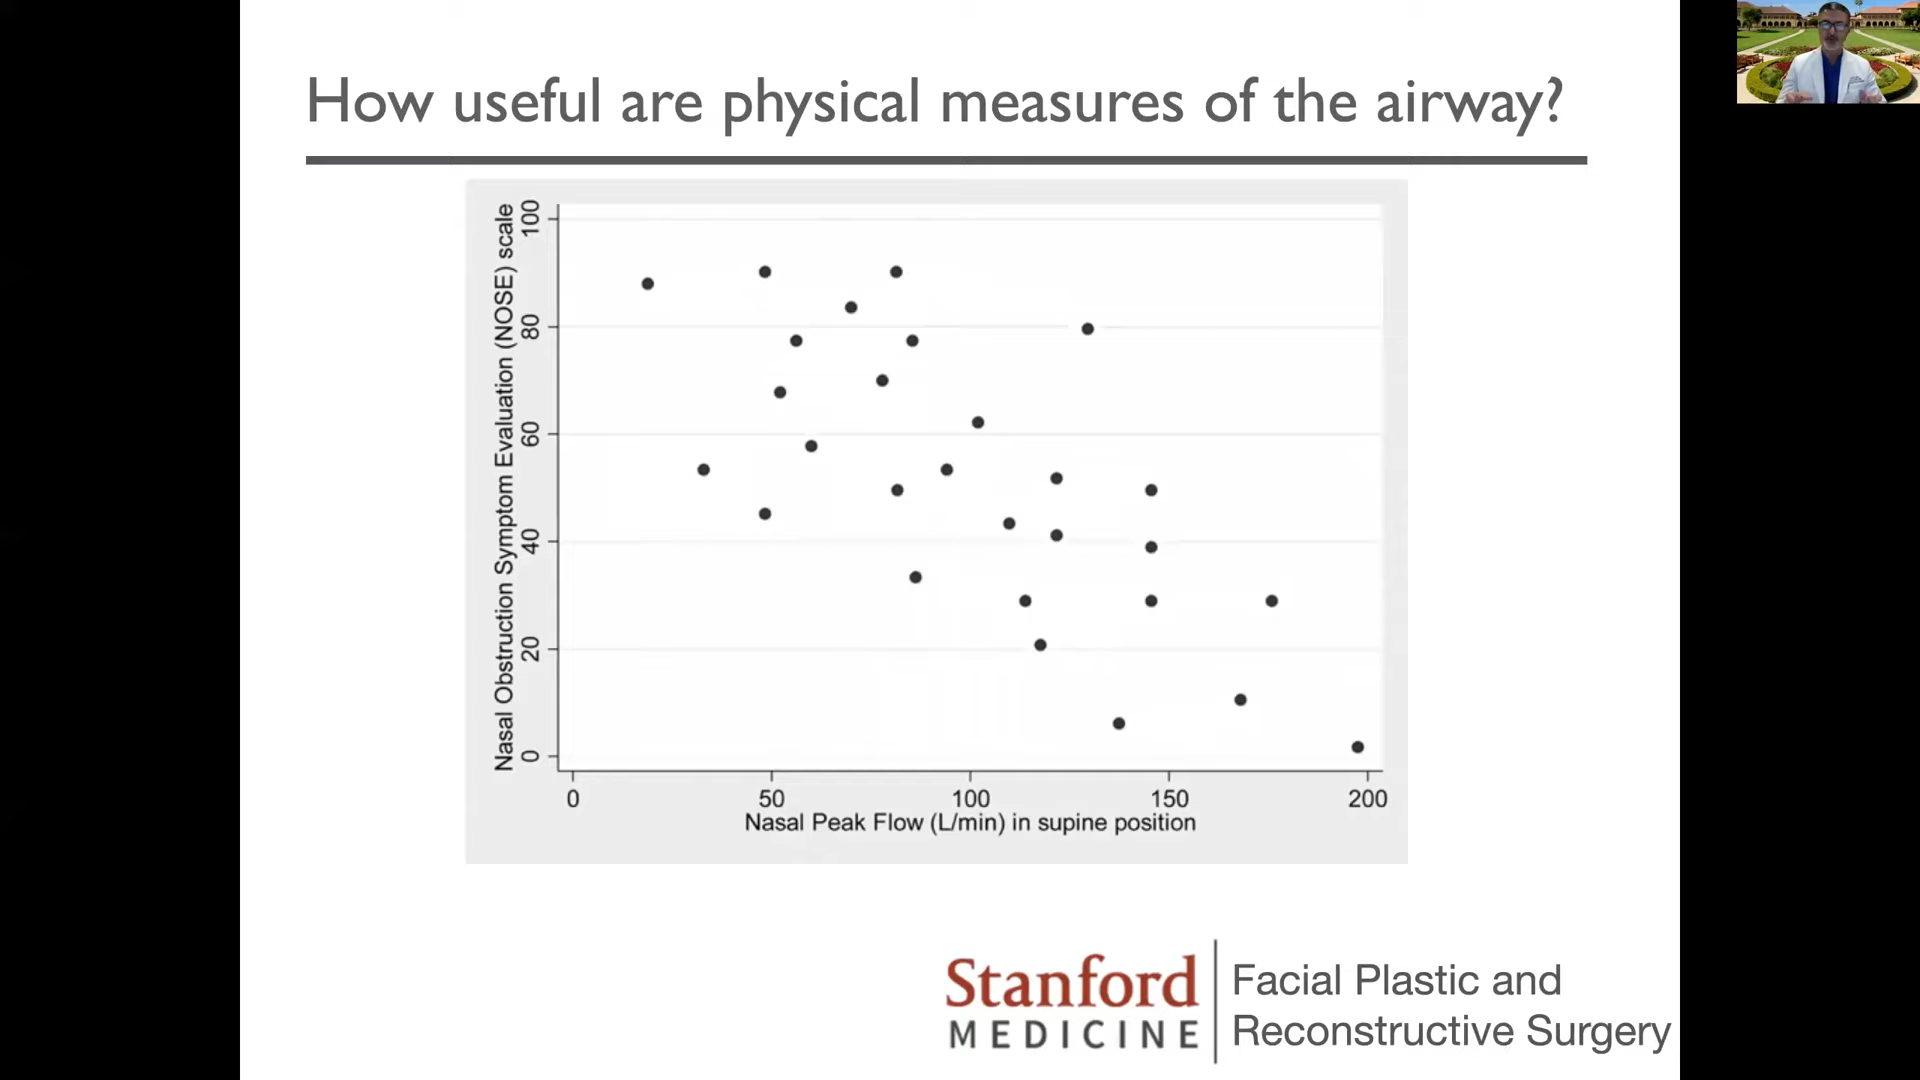 How useful are physical measures of the airway?
Nasal Obstruction Symptom Evaluation (NOSE) scale
100
80
60
40
20
0
0 50 100 150 200
Nasal Peak Flow (L/min) in supine position
Stanford
MEDICINE
Facial Plastic and
Reconstructive Surgery